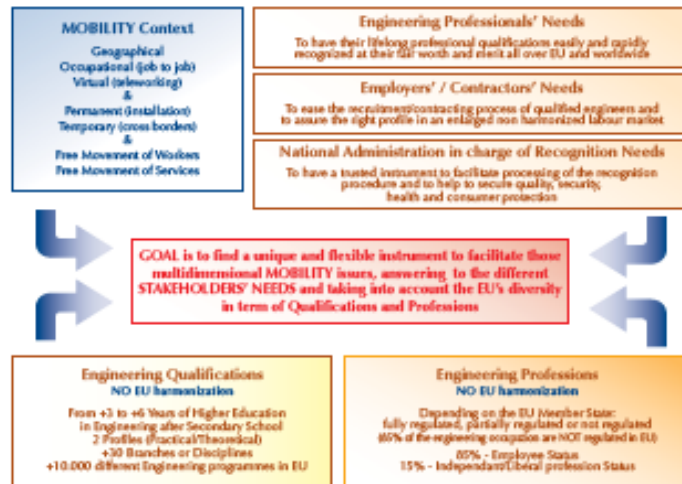 MOBILITY Context
Geographical
Occupational (job to job)
Virtual (teleworking)
&
Permanent (installation)
Temporary (cross borders)
&
Free Movement of Workers
Free Movement of Services
Engineering Professionals' Needs
To have their lifelong professional qualifications easily and rapidly
recognized at their fair worth and merit all over EU and worldwide
Employers' / Contractors' Needs
To ease the recruitment/contracting process of qualified engineers and
to assure the right profile in an enlarged non harmonized labour market
National Administration in charge of Recognition Needs
To have a trusted instrument to facilitate processing of the recognition
procedure and to help to secure quality, security,
health and consumer protection
GOAL is to find a unique and flexible instrument to facilitate those
multidimensional MOBILITY issues, answering to the different
STAKEHOLDERS' NEEDS and taking into account the EU's diversity
in term of Qualifications and Professions
Engineering Qualifications
NO EU harmonization
From +3 to +6 Years of Higher Education
in Engineering after Secondary School
2 Profiles (Practical/Theoretical)
+30 Branches or Disciplines
+10.000 different Engineering programmes in EU
Engineering Professions
NO EU harmonization
Depending on the EU Member State:
fully regulated, partially regulated or not regulated
(65% of the engineering occupation are NOT regulated in EU)
85% - Employee Status
15% - Independant/Liberal profession Status